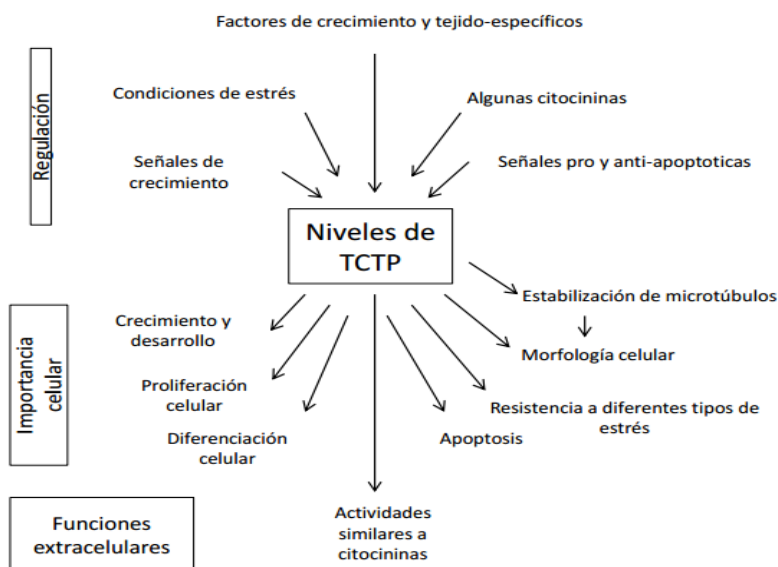 Factores de crecimiento y tejido-específicos
Regulación
Condiciones de estrés
Algunas citocininas
Señales de
crecimiento
Señales pro y anti-apoptoticas
Niveles de
TCTP
Importancia
celular
Estabilización de microtúbulos
Crecimiento y
desarrollo
Morfología celular
Proliferación
celular
Resistencia a diferentes tipos de
estrés
Diferenciación
celular
Apoptosis
Funciones
extracelulares
Actividades
similares a
citocininas